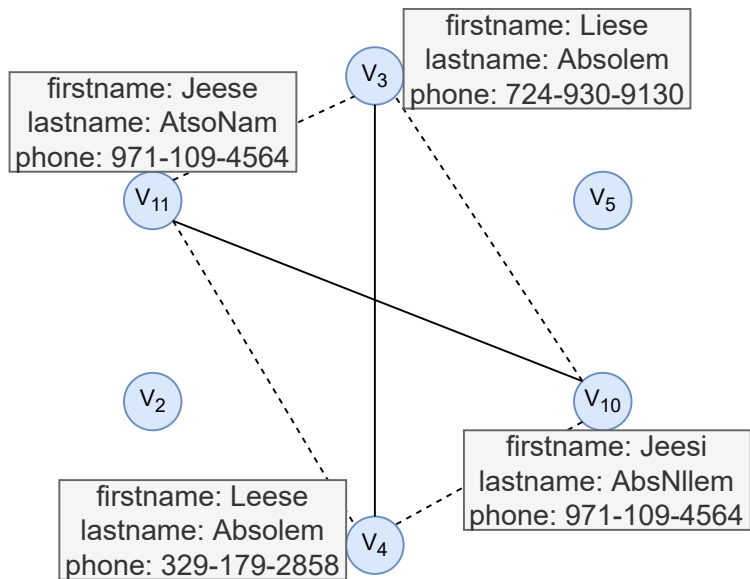 firstname: Liese
lastname: Absolem
phone: 724-930-9130
V3
firstname: Jeese
lastname: AtsoNam
phone: 971-109-4564
V11
V5
V2
V10
firstname: Jeesi
lastname: AbsNllem
phone: 971-109-4564
firstname: Leese
lastname: Absolem
phone: 329-179-2858
V4